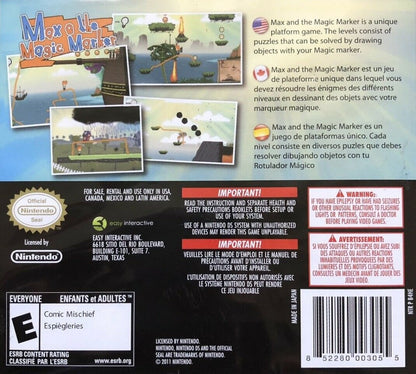 Max & the
Magic Marker
Max and the Magic Marker is a unique
platform game. The levels consist of
puzzles that can be solved by drawing
objects with your Magic marker.
Max and the Magic Marker est un jeu
de plateforme unique dans lequel vous
devez résoudre les énigmes des différents
niveaux en dessinant des objets avec votre
marqueur magique.
Max and the Magic Marker es un
juego de plataformas único. Cada
nivel consiste en diversos puzles que debes
resolver dibujando objetos con tu
Rotulador Mágico
Official
Nintendo
Seal
Licensed by
Nintendo
FOR SALE, RENTAL AND USE ONLY IN USA,
CANADA, MEXICO AND LATIN AMERICA.
easy interactive
EASY INTERACTIVE INC.
6618 SITIO DEL RIO BOULEVARD,
BUILDING E-101, SUITE 7.
AUSTIN, TEXAS
IMPORTANT!
READ THE INSTRUCTION AND SEPARATE HEALTH AND
SAFETY PRECAUTIONS BOOKLETS BEFORE SETUP OR
USE OF YOUR SYSTEM.
USE OF A NINTENDO DS SYSTEM WITH UNAUTHORIZED
DEVICES MAY RENDER GAME UNPLAYABLE.
IMPORTANT!
VEUILLEZ LIRE LE MODE D'EMPLOI ET LE MANUEL
DE PRÉCAUTIONS AVANT D'INSTALLER OU
D'UTILISER VOTRE APPAREIL.
L'UTILISATION DE DISPOSITIFS NON AUTORISÉS AVEC
LE SYSTÈME NINTENDO DS PEUT RENDRE
CE JEU INJOUABLE
WARNING:
IF YOU HAVE EPILEPSY OR HAVE HAD SEIZURES
OR OTHER UNUSUAL REACTIONS TO FLASHING
LIGHTS OR PATTERNS, CONSULT A DOCTOR
BEFORE PLAYING VIDEO GAMES.
AVERTISSEMENT:
SI VOUS SOUFFREZ D'ÉPILEPSIE OU AVEZ SUBI
DES ATTAQUES OU AUTRES RÉACTIONS
INHABITUELLES PROVOQUÉES PAR DES
LUMIÈRES ET DES MOTIFS CLIGNOTANTS,
CONSULTEZ UN MÉDECIN AVANT DE JOUER À DES
JEUX VIDÉO.
EVERYONE
ENFANTS et ADULTES
E
Comic Mischief
Espiègleries
ESRB CONTENT RATING
CLASSIFIÉ PAR L'ESRB
www.esrb.org
LICENSED BY NINTENDO.
NINTENDO, NINTENDO DS AND THE OFFICIAL
SEAL ARE TRADEMARKS OF NINTENDO.
© 2011 NINTENDO
MADE IN JAPAN
8 52280 00305 5